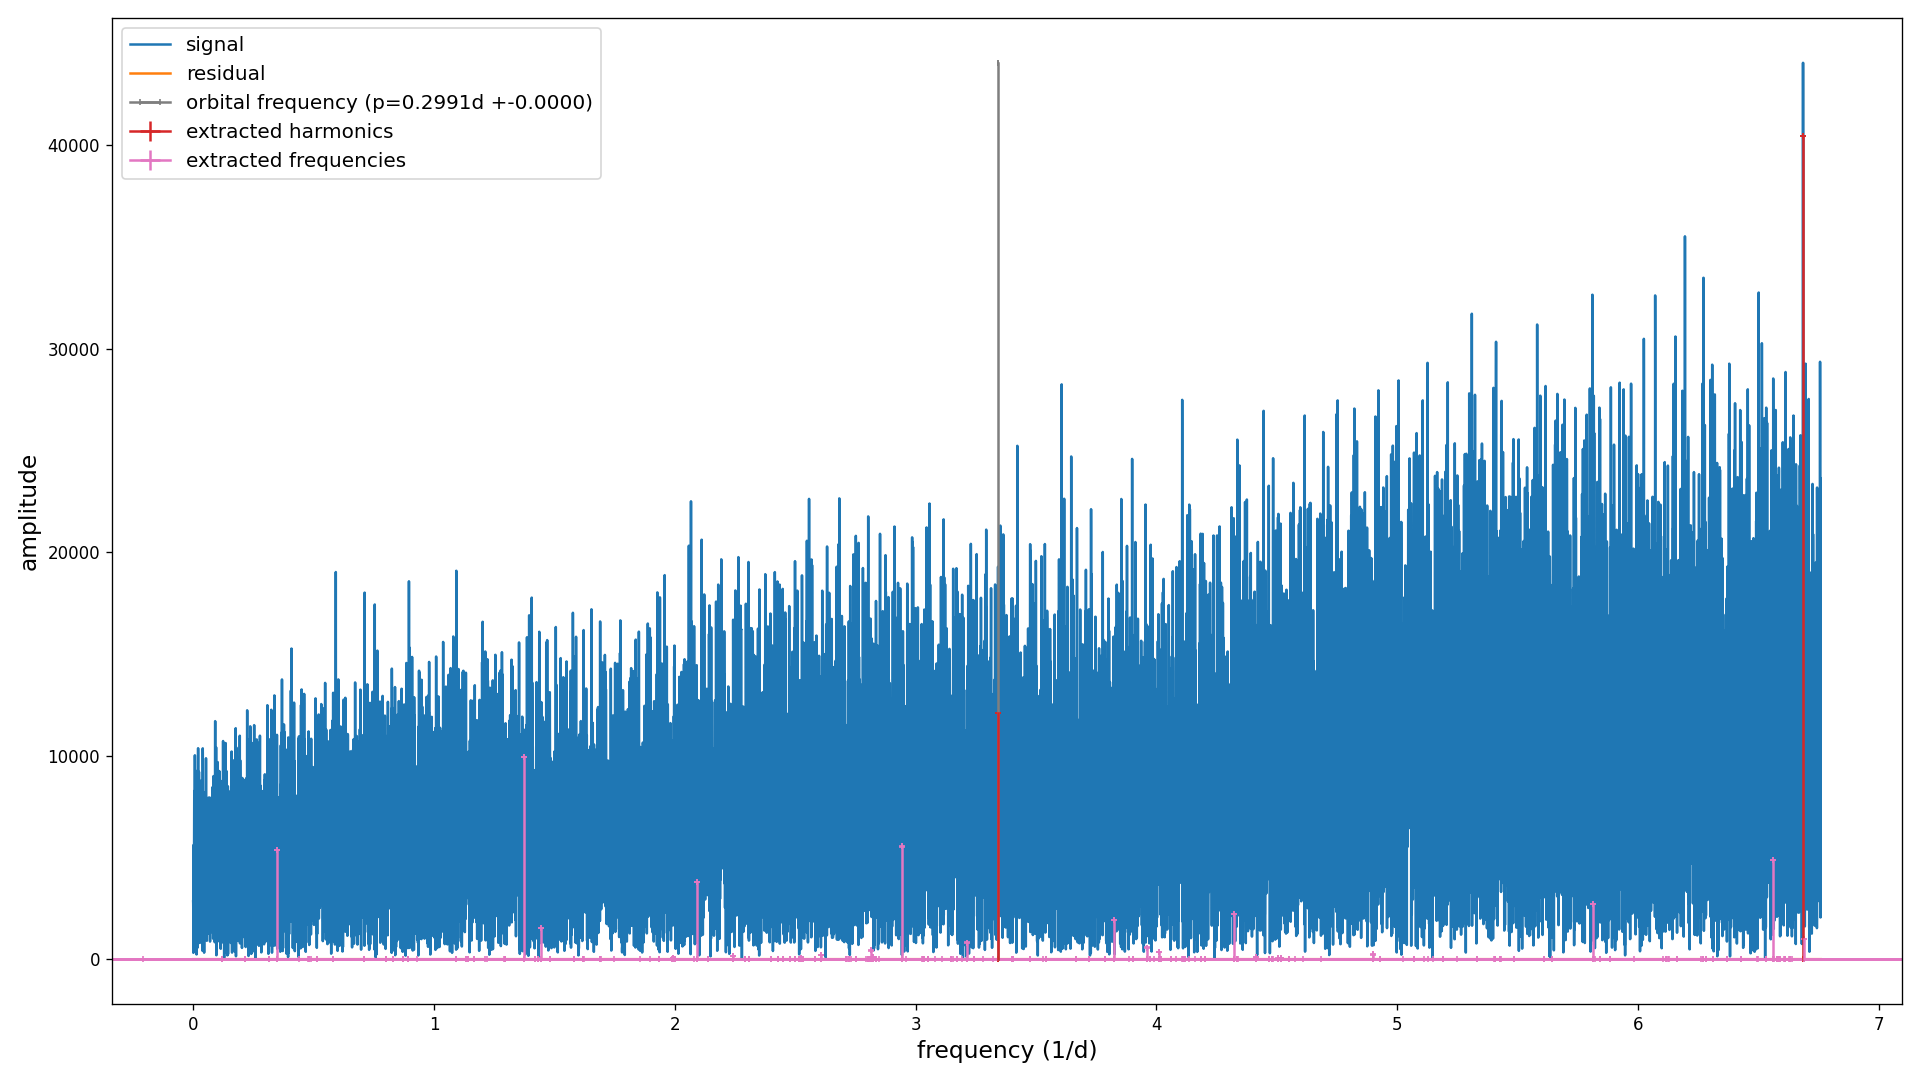 signal
residual
orbital frequency (p=0.2991d +-0.0000)
extracted harmonics
extracted frequencies
amplitude
40000
30000
20000
10000
0
0 1 2 3 4 5 6 7
frequency (1/d)